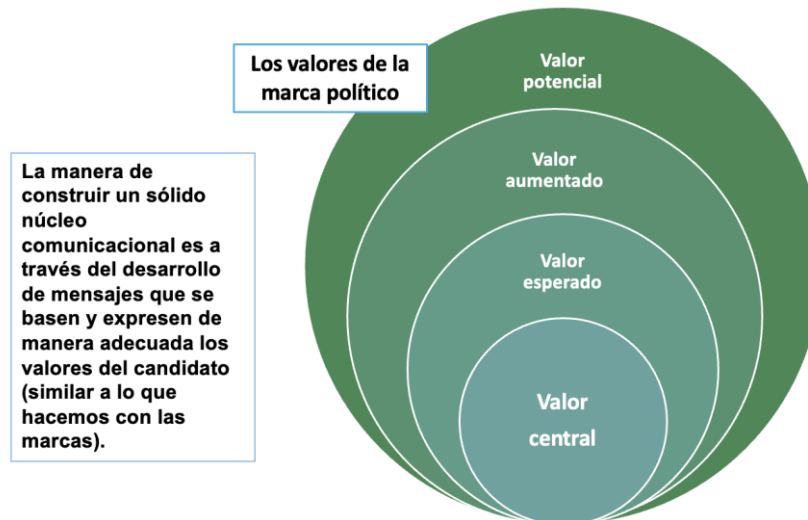 Los valores de la
marca político
La manera de
construir un sólido
núcleo
comunicacional es a
través del desarrollo
de mensajes que se
basen y expresen de
manera adecuada los
valores del candidato
(similar a lo que
hacemos con las
marcas).
Valor
potencial
Valor
aumentado
Valor
esperado
Valor
central